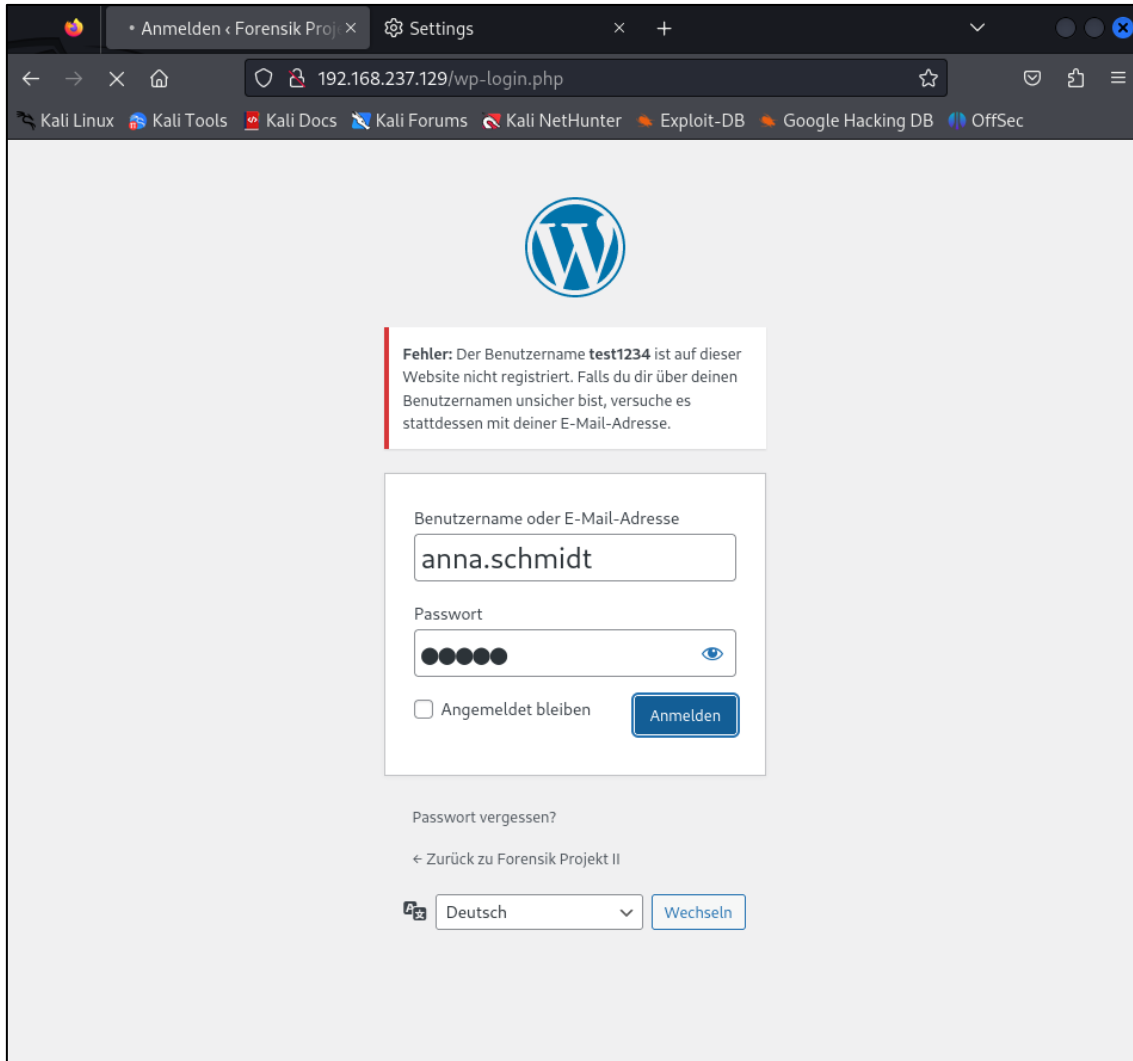 • Anmelden ‹ Forensik Proj
Settings
192.168.237.129/wp-login.php
Kali Linux Kali Tools Kali Docs Kali Forums Kali NetHunter Exploit-DB Google Hacking DB OffSec
Fehler: Der Benutzername test1234 ist auf dieser
Website nicht registriert. Falls du dir über deinen
Benutzernamen unsicher bist, versuche es
stattdessen mit deiner E-Mail-Adresse.
Benutzername oder E-Mail-Adresse
anna.schmidt
Passwort
●●●●●
Angemeldet bleiben
Anmelden
Passwort vergessen?
← Zurück zu Forensik Projekt II
Deutsch
Wechseln